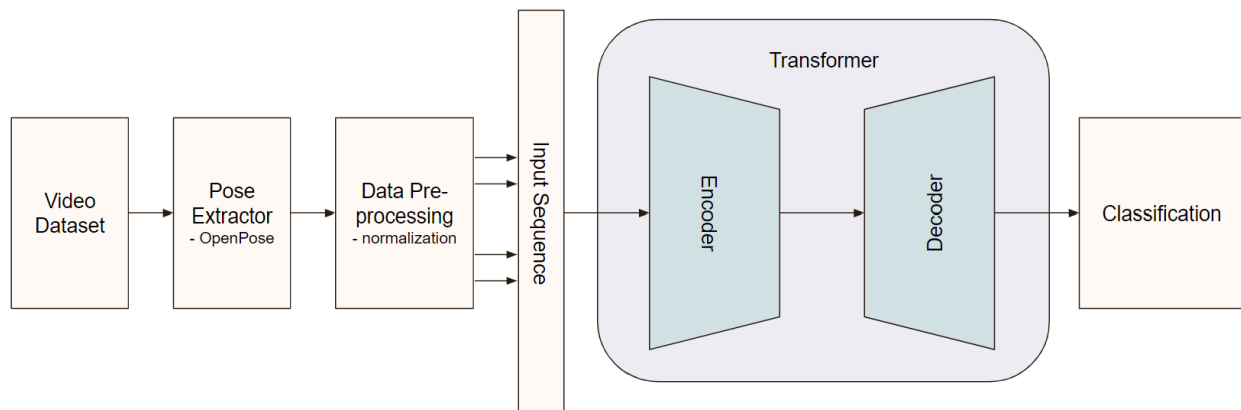 Video
Dataset
Pose
Extractor
- OpenPose
Data Pre-
processing
- normalization
Input Sequence
Transformer
Encoder
Decoder
Classification